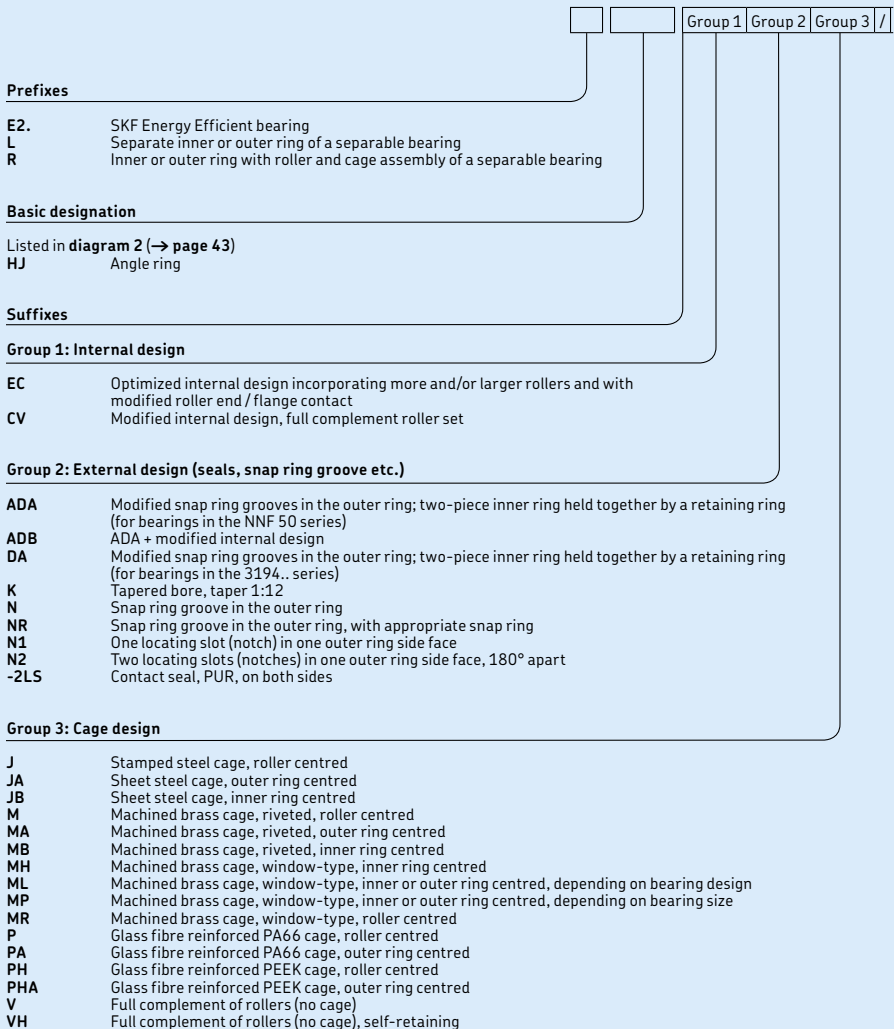 Group 1 Group 2 Group 3 /
Prefixes
E2. SKF Energy Efficient bearing
L Separate inner or outer ring of a separable bearing
R Inner or outer ring with roller and cage assembly of a separable bearing
Basic designation
Listed in diagram 2 (→ page 43)
HJ Angle ring
Suffixes
Group 1: Internal design
EC Optimized internal design incorporating more and/or larger rollers and with
modified roller end / flange contact
CV Modified internal design, full complement roller set
Group 2: External design (seals, snap ring groove etc.)
ADA Modified snap ring grooves in the outer ring; two-piece inner ring held together by a retaining ring
(for bearings in the NNF 50 series)
ADB ADA + modified internal design
DA Modified snap ring grooves in the outer ring; two-piece inner ring held together by a retaining ring
(for bearings in the 3194.. series)
K Tapered bore, taper 1:12
N Snap ring groove in the outer ring
NR Snap ring groove in the outer ring, with appropriate snap ring
N1 One locating slot (notch) in one outer ring side face
N2 Two locating slots (notches) in one outer ring side face, 180° apart
-2LS Contact seal, PUR, on both sides
Group 3: Cage design
J Stamped steel cage, roller centred
JA Sheet steel cage, outer ring centred
JB Sheet steel cage, inner ring centred
M Machined brass cage, riveted, roller centred
MA Machined brass cage, riveted, outer ring centred
MB Machined brass cage, riveted, inner ring centred
MH Machined brass cage, window-type, inner ring centred
ML Machined brass cage, window-type, inner or outer ring centred, depending on bearing design
MP Machined brass cage, window-type, inner or outer ring centred, depending on bearing size
MR Machined brass cage, window-type, roller centred
P Glass fibre reinforced PA66 cage, roller centred
PA Glass fibre reinforced PA66 cage, outer ring centred
PH Glass fibre reinforced PEEK cage, roller centred
PHA Glass fibre reinforced PEEK cage, outer ring centred
V Full complement of rollers (no cage)
VH Full complement of rollers (no cage), self-retaining